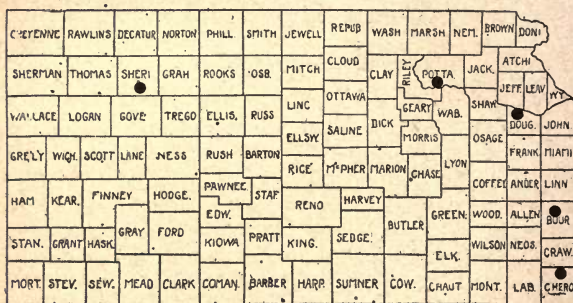 CHEYENNE RAWLINS DECATUR NORTON PHILL. SMITH JEWELL REPUB WASH MARSH NEM. BROWN DONI
SHERMAN THOMAS SHERI GRAH ROOKS OSB. MITCH CLOUD CLAY RILEY POTTA. JACK. ATCHI
OTTAWA JEFF. LEAV. WY.
WALLACE LOGAN GOVE TREGO ELLIS. RUSS LINC DICK GEARY WAB. SHAW DOUG. JOHN.
ELLSW. SALINE MORRIS OSAGE FRANK. MIAMI
GRE'LY WICH. SCOTT LANE NESS RUSH BARTON RICE McPHER MARION CHASE LYON
COFFEE ANDER LINN
HAM KEAR. FINNEY HODGE. PAWNEE STAF. RENO HARVEY
EDW. BUTLER GREEN. WOOD. ALLEN BOUR
STAN. GRANT HASK. GRAY FORD KIOWA PRATT KING. SEDGE. WILSON NEOS. CRAW.
ELK.
MORT. STEV. SEW. MEAD CLARK COMAN. BARBER HARP. SUMNER COW. CHAUT MONT. LAB. CHERO